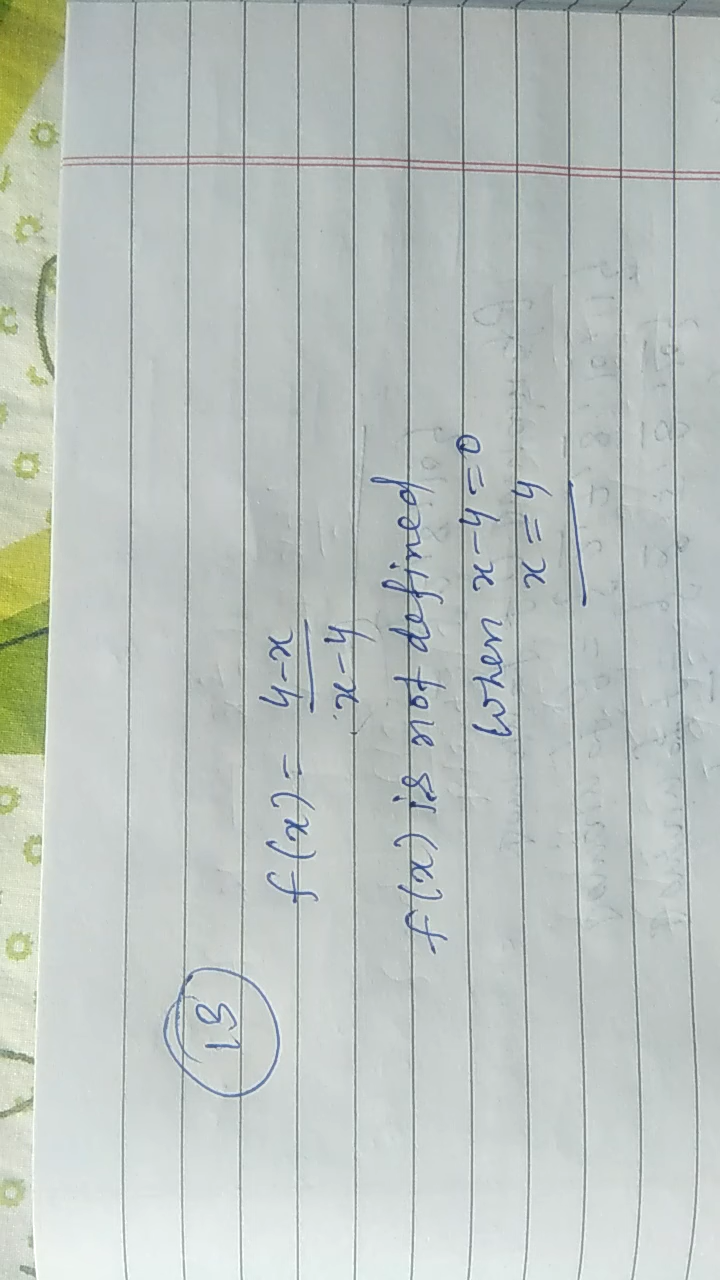 13
f(x) = 4-x
x-4
f(x) is not defined
when x-4=0
x=4